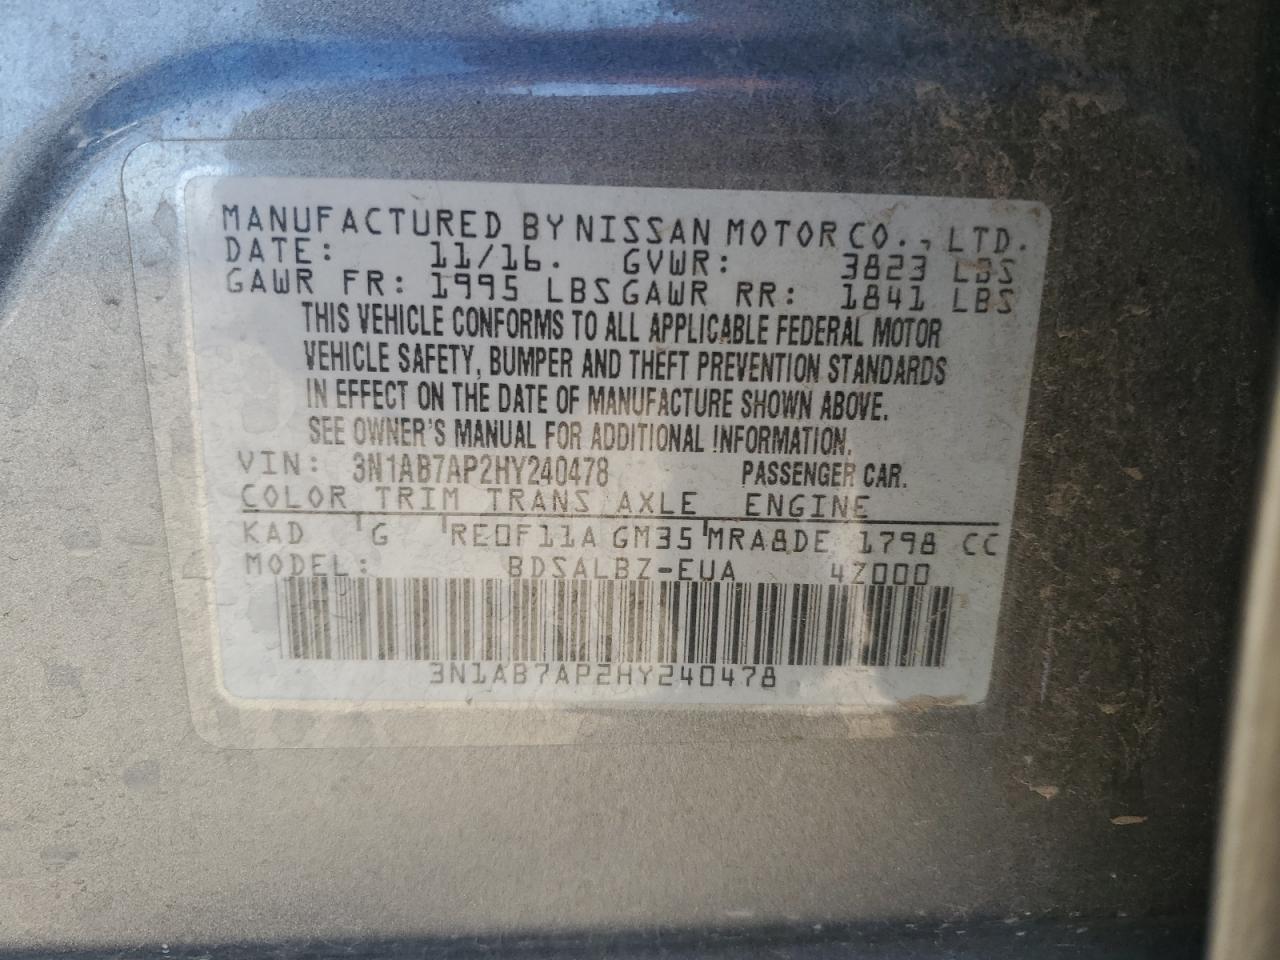 MANUFACTURED BY NISSAN MOTOR CO., LTD.
DATE: 11/16. GVWR: 3823 LBS
GAWR FR: 1995 LBS GAWR RR: 1841 LBS
THIS VEHICLE CONFORMS TO ALL APPLICABLE FEDERAL MOTOR
VEHICLE SAFETY, BUMPER AND THEFT PREVENTION STANDARDS
IN EFFECT ON THE DATE OF MANUFACTURE SHOWN ABOVE.
SEE OWNER'S MANUAL FOR ADDITIONAL INFORMATION.
VIN: 3N1AB7AP2HY240478 PASSENGER CAR.
COLOR TRIM TRANS AXLE ENGINE
KAD G RE0F11A GM35 MRA8DE 1798 CC
MODEL: BDSALBZ-EUA 4Z000
3N1AB7AP2HY240478